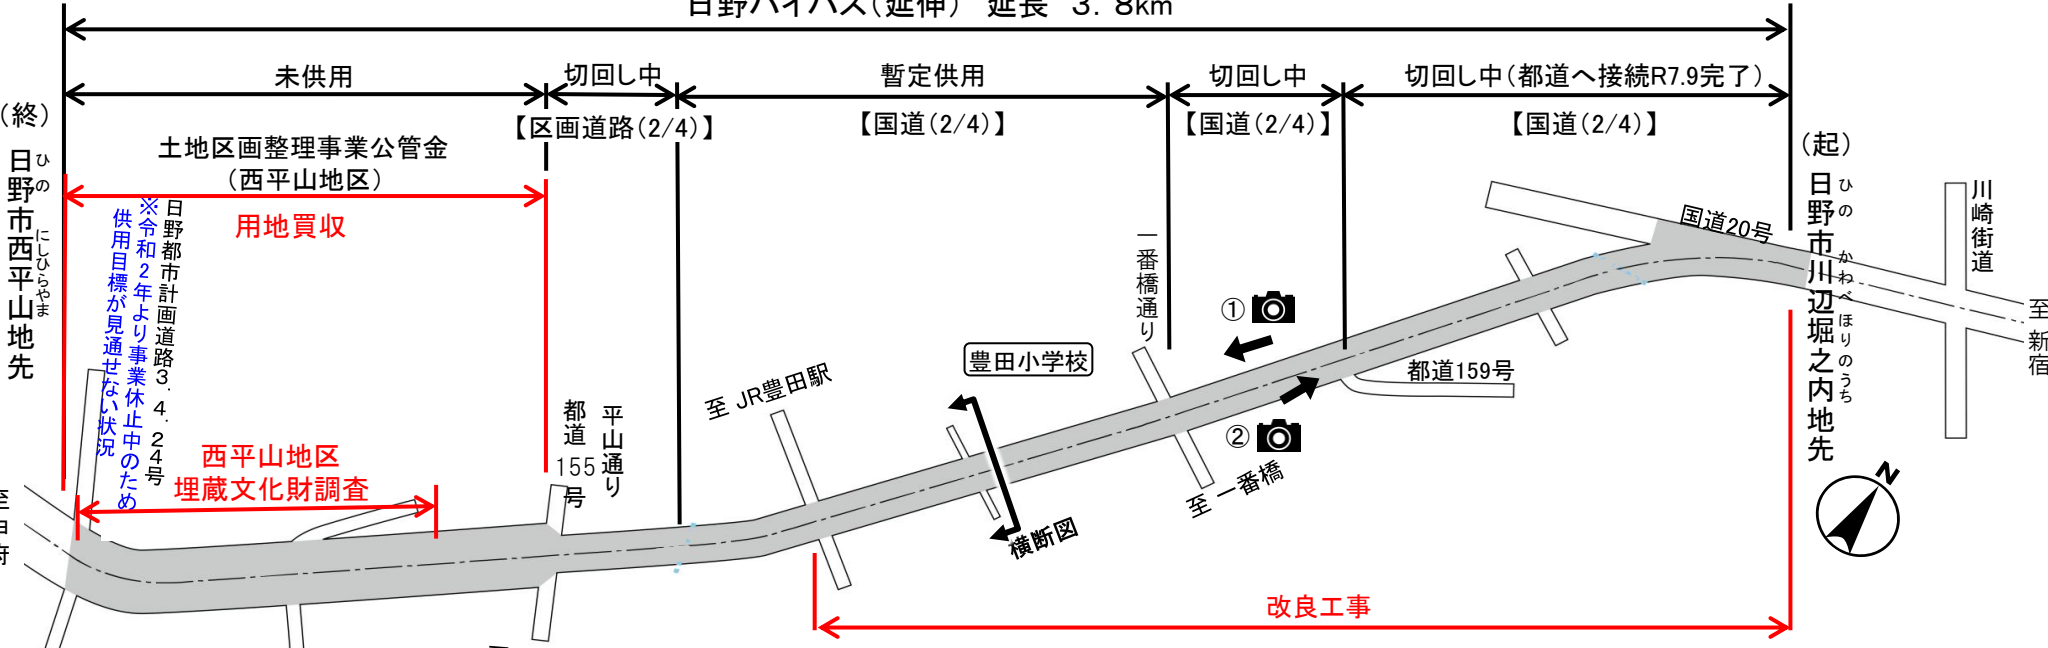 日野バイパス（延伸）　延長　3．8km
未供用
切回し中
暫定供用
切回し中
切回し中（都道へ接続R7.9完了）
【区画道路（2/4）】
【国道（2/4）】
【国道（2/4）】
【国道（2/4）】
（終）
日野市西平山地先
ひの
にしひらやま
土地区画整理事業公管金
（西平山地区）
用地買収
日野都市計画道路3．4．24号
※令和2年より事業休止中のため
供用目標が見通せない状況
西平山地区
埋蔵文化財調査
都道155号
平山通り
至 JR豊田駅
豊田小学校
横断図
一番橋通り
至 一番橋
①
②
都道159号
国道20号
（起）
日野市川辺堀之内地先
ひの
かわべほりのうち
川崎街道
至 新宿
N
改良工事